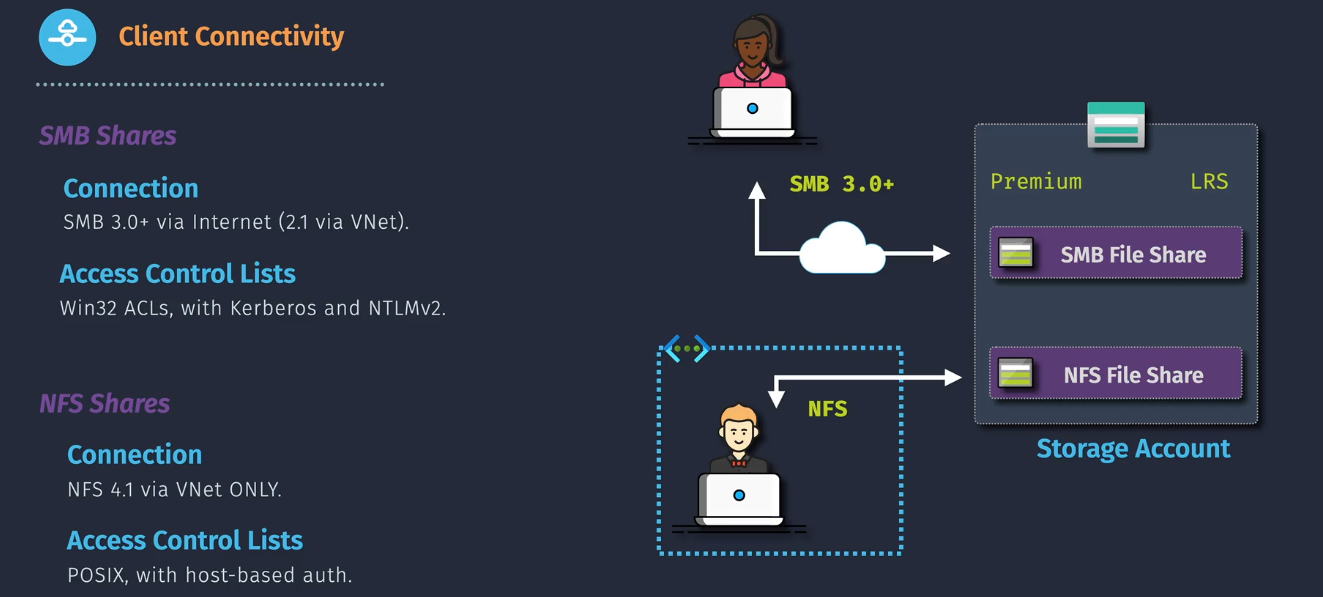 Client Connectivity
SMB Shares
Connection
SMB 3.0+ via Internet (2.1 via VNet).
Access Control Lists
Win32 ACLs, with Kerberos and NTLMv2.
NFS Shares
Connection
NFS 4.1 via VNet ONLY.
Access Control Lists
POSIX, with host-based auth.
SMB 3.0+
NFS
Premium LRS
SMB File Share
NFS File Share
Storage Account